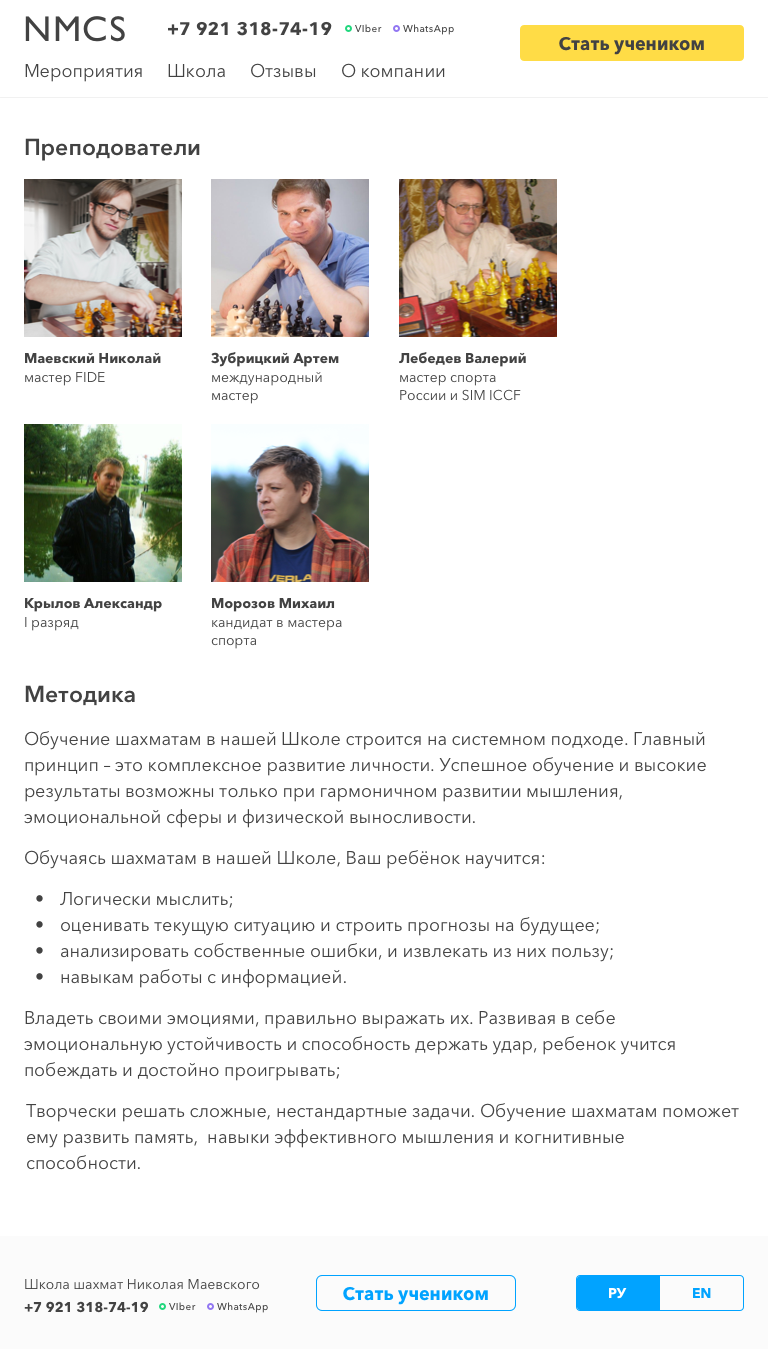 NMCS
+7 921 318-74-19
VIber
WhatsApp
Стать учеником
Мероприятия
Школа
Отзывы
О компании
Преподаватели
Маевский Николай
мастер FIDE
Зубрицкий Артем
международный
мастер
Лебедев Валерий
мастер спорта
России и SIM ICCF
Крылов Александр
I разряд
Морозов Михаил
кандидат в мастера
спорта
Методика
Обучение шахматам в нашей Школе строится на системном подходе. Главный
принцип – это комплексное развитие личности. Успешное обучение и высокие
результаты возможны только при гармоничном развитии мышления,
эмоциональной сферы и физической выносливости.
Обучаясь шахматам в нашей Школе, Ваш ребёнок научится:
• Логически мыслить;
• оценивать текущую ситуацию и строить прогнозы на будущее;
• анализировать собственные ошибки, и извлекать из них пользу;
• навыкам работы с информацией.
Владеть своими эмоциями, правильно выражать их. Развивая в себе
эмоциональную устойчивость и способность держать удар, ребенок учится
побеждать и достойно проигрывать;
Творчески решать сложные, нестандартные задачи. Обучение шахматам поможет
ему развить память,  навыки эффективного мышления и когнитивные
способности.
Школа шахмат Николая Маевского
+7 921 318-74-19
VIber
WhatsApp
Стать учеником
РУ
EN